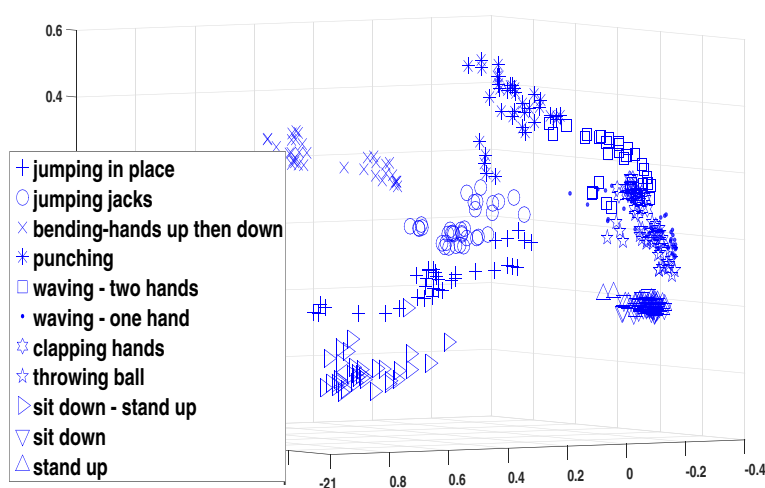 0.6
0.4
jumping in place
jumping jacks
bending-hands up then down
punching
waving - two hands
waving - one hand
clapping hands
throwing ball
sit down - stand up
sit down
stand up
-21 0.8 0.6 0.4 0.2 0 -0.2 -0.4